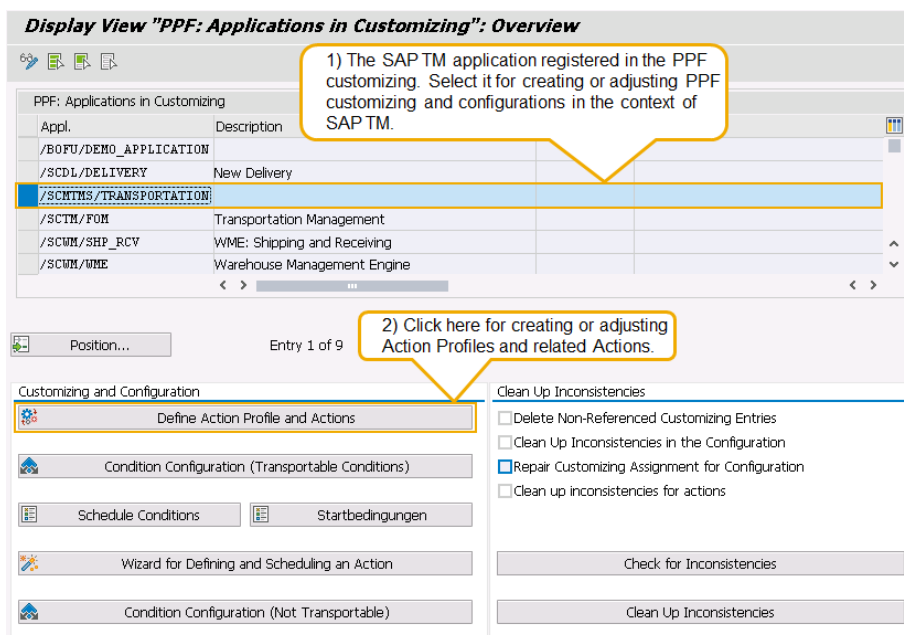 Display View "PPF: Applications in Customizing": Overview
1) The SAP TM application registered in the PPF
customizing. Select it for creating or adjusting PPF
customizing and configurations in the context of
SAP TM.
PPF: Applications in Customizing
Appl. Description
/BOFU/DEMO_APPLICATION
/SCDL/DELIVERY New Delivery
/SCMTMS/TRANSPORTATION
/SCTM/FOM Transportation Management
/SCWM/SHP_RCV WME: Shipping and Receiving
/SCWM/WME Warehouse Management Engine
2) Click here for creating or adjusting
Action Profiles and related Actions.
Position... Entry 1 of 9
Customizing and Configuration
Define Action Profile and Actions
Condition Configuration (Transportable Conditions)
Schedule Conditions Startbedingungen
Wizard for Defining and Scheduling an Action
Condition Configuration (Not Transportable)
Clean Up Inconsistencies
Delete Non-Referenced Customizing Entries
Clean Up Inconsistencies in the Configuration
Repair Customizing Assignment for Configuration
Clean up inconsistencies for actions
Check for Inconsistencies
Clean Up Inconsistencies